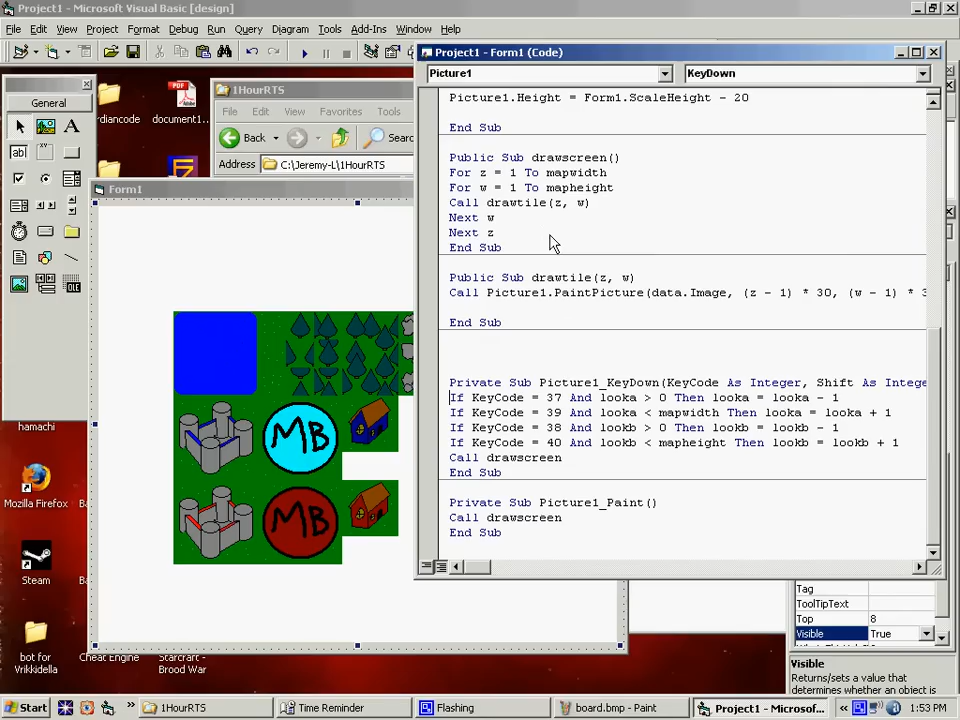 Project1 - Microsoft Visual Basic [design]
File Edit View Project Format Debug Run Query Diagram Tools Add-Ins Window Help
General
A
abl
xy
OLE
diancode
document1
hamachi
Mozilla Firefox
Steam
bot for
Vrikkidella
Cheat Engine
Starcraft -
Brood War
1HourRTS
File Edit View Favorites Tools
Back
Searc
Address C:\Jeremy-L\1HourRTS
Form1
MB
MB
Project1 - Form1 (Code)
Picture1 KeyDown
Picture1.Height = Form1.ScaleHeight - 20
End Sub
Public Sub drawscreen()
For z = 1 To mapwidth
For w = 1 To mapheight
Call drawtile(z, w)
Next w
Next z
End Sub
Public Sub drawtile(z, w)
Call Picture1.PaintPicture(data.Image, (z - 1) * 30, (w - 1) * 3
End Sub
Private Sub Picture1_KeyDown(KeyCode As Integer, Shift As Intege
If KeyCode = 37 And looka > 0 Then looka = looka - 1
If KeyCode = 39 And looka < mapwidth Then looka = looka + 1
If KeyCode = 38 And lookb > 0 Then lookb = lookb - 1
If KeyCode = 40 And lookb < mapheight Then lookb = lookb + 1
Call drawscreen
End Sub
Private Sub Picture1_Paint()
Call drawscreen
End Sub
Tag
ToolTipText
Top 8
Visible True
Visible
Returns/sets a value that
determines whether an object is
Start 1HourRTS Time Reminder Flashing board.bmp - Paint Project1 - Microsof... 1:53 PM